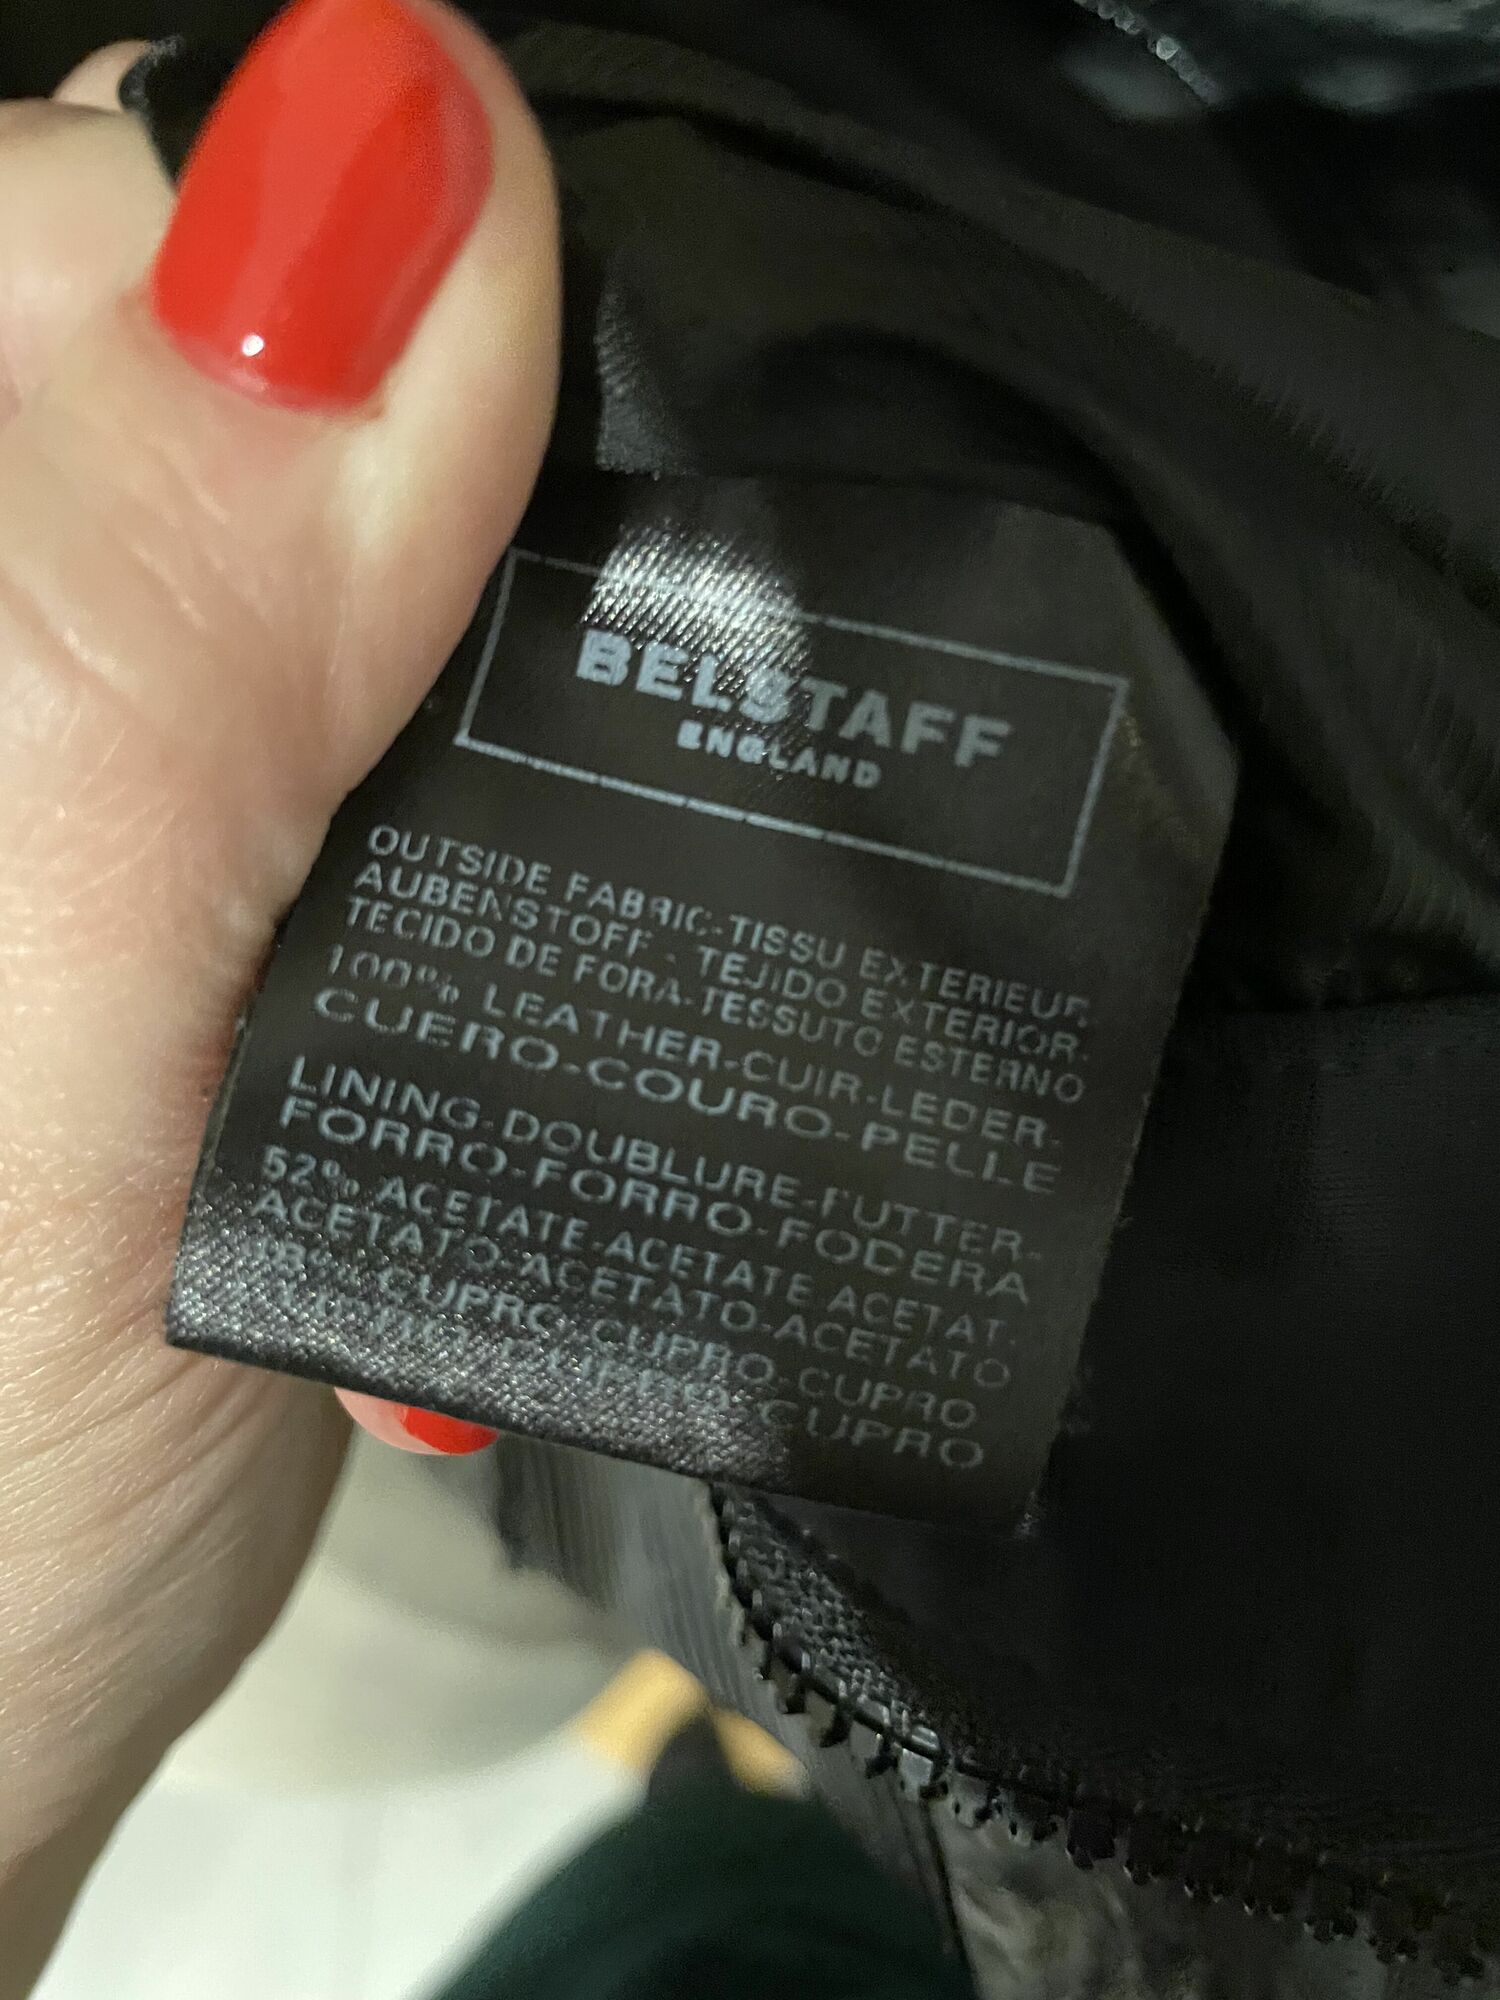 BELSTAFF
ENGLAND
OUTSIDE FABRIC-TISSU EXTERIEUR
AUBENSTOFF - TEJIDO EXTERIOR.
TECIDO DE FORA-TESSUTO ESTERNO
100% LEATHER-CUIR-LEDER-
CUERO-COURO-PELLE
LINING-DOUBLURE-FUTTER-
FORRO-FORRO-FODERA
52% ACETATE-ACETATE ACETAT.
ACETATO-ACETATO-ACETATO
CUPRO CUPRO-CUPRO
CUPRO